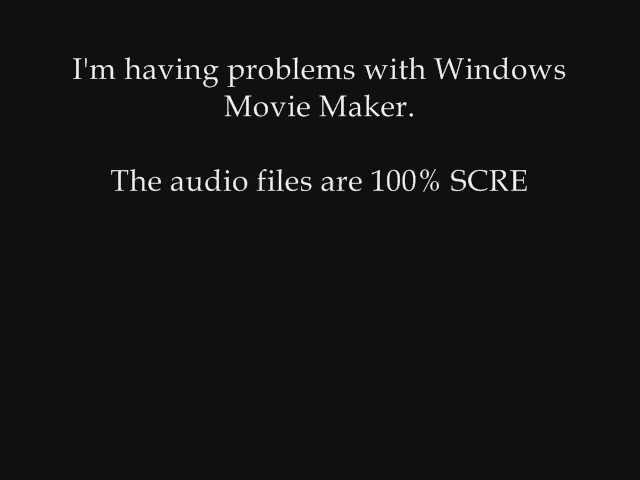 I'm having problems with Windows
Movie Maker.
The audio files are 100% SCRE